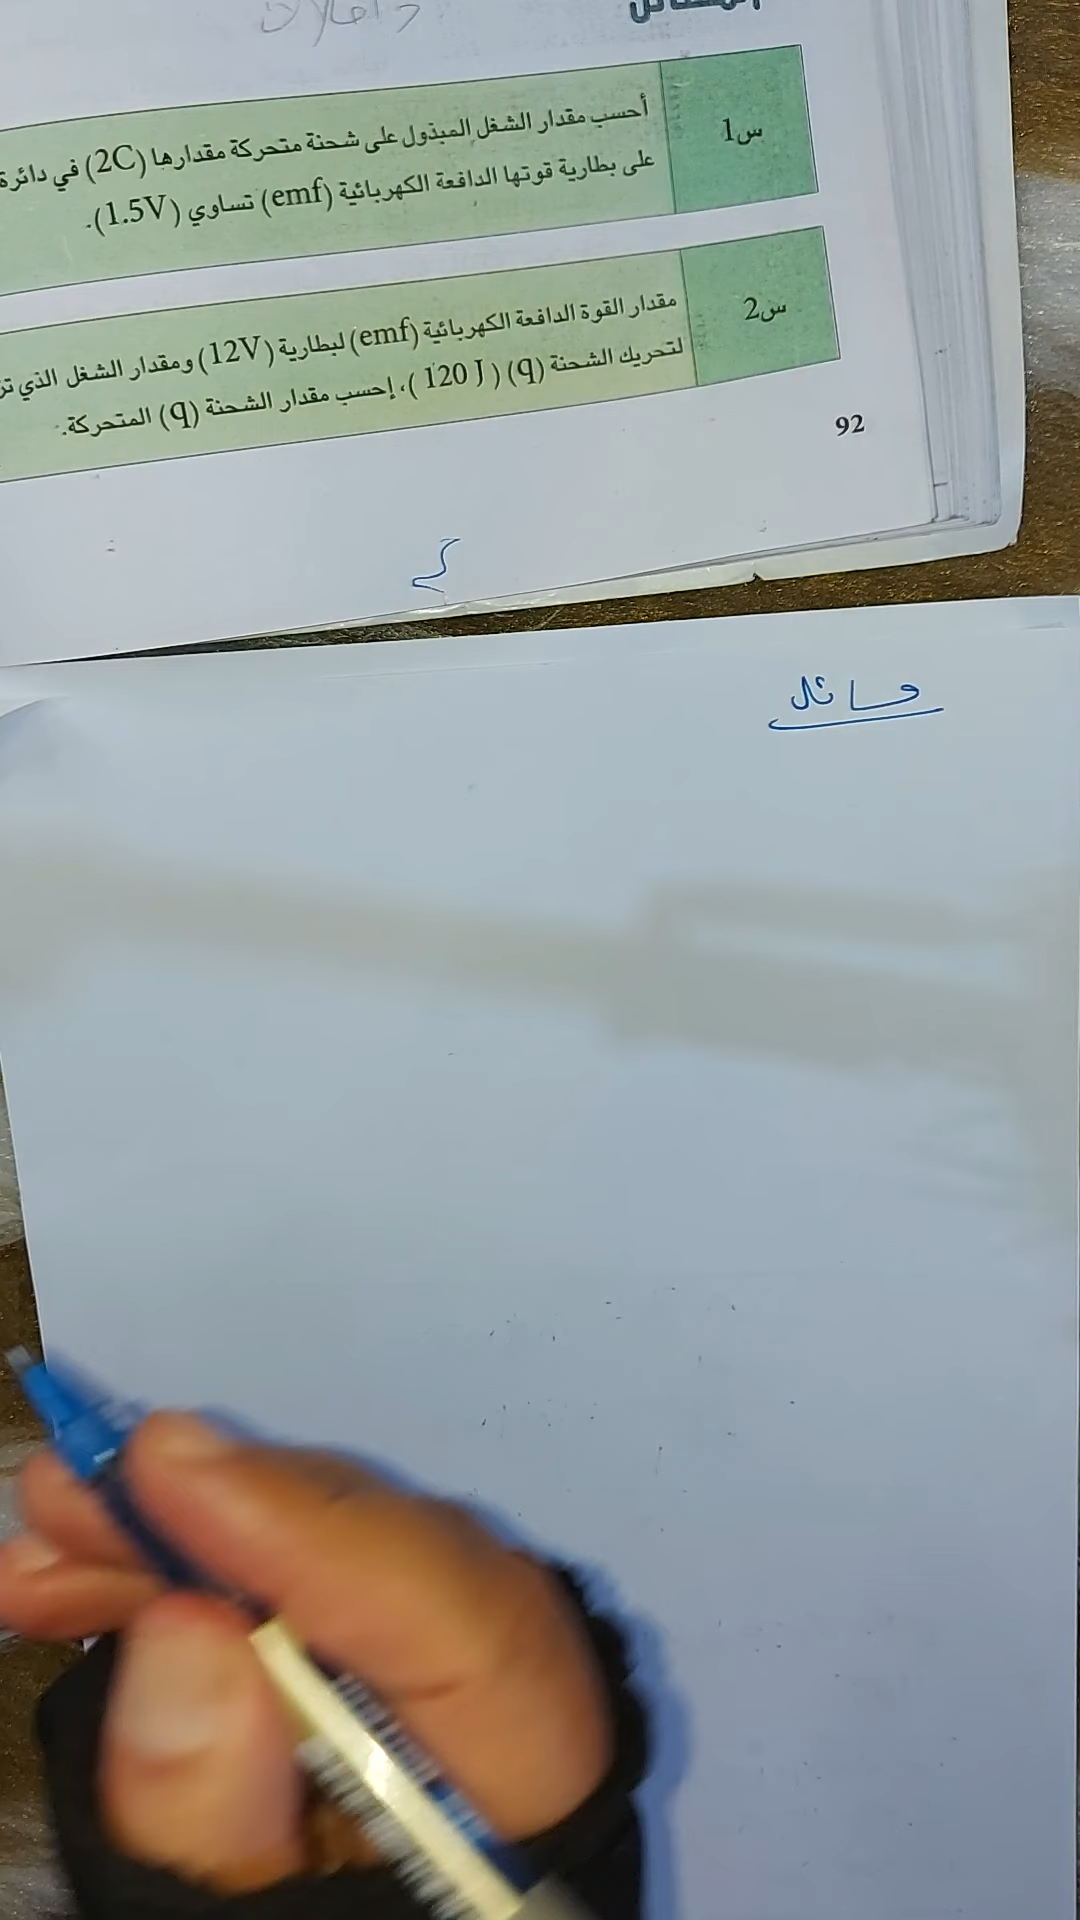 المسائل
س1
أحسب مقدار الشغل المبذول على شحنة متحركة مقدارها (2C) في دائرة
على بطارية قوتها الدافعة الكهربائية (emf) تساوي (1.5V).
س2
مقدار القوة الدافعة الكهربائية (emf) لبطارية (12V) ومقدار الشغل الذي
لتحريك الشحنة (q) (120 J)، إحسب مقدار الشحنة (q) المتحركة.
92
مسائل